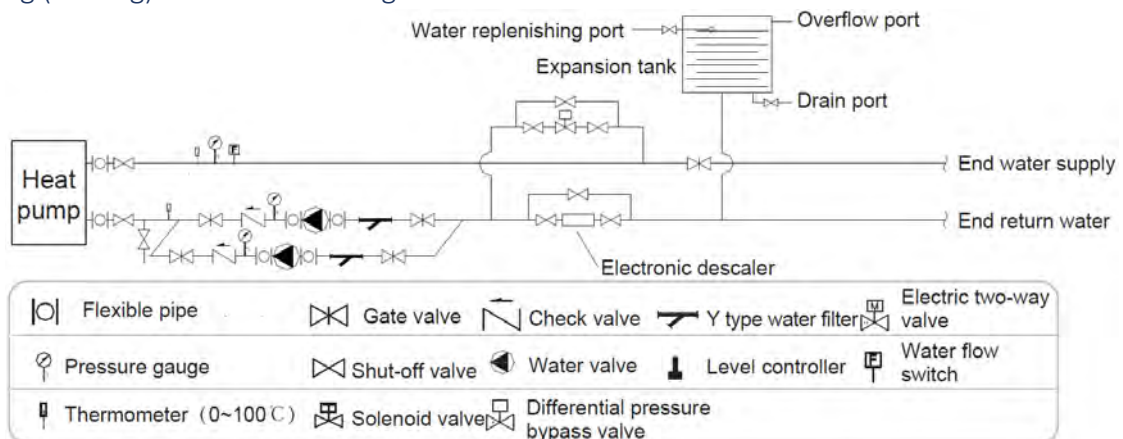 Water replenishing port
Overflow port
Expansion tank
Drain port
Heat
pump
F
End water supply
End return water
Electronic descaler
Flexible pipe
Gate valve
Check valve
Y type water filter
M
Electric two-way
valve
Pressure gauge
Shut-off valve
Water valve
Level controller
F
Water flow
switch
Thermometer (0~100℃)
Solenoid valve
Differential pressure
bypass valve